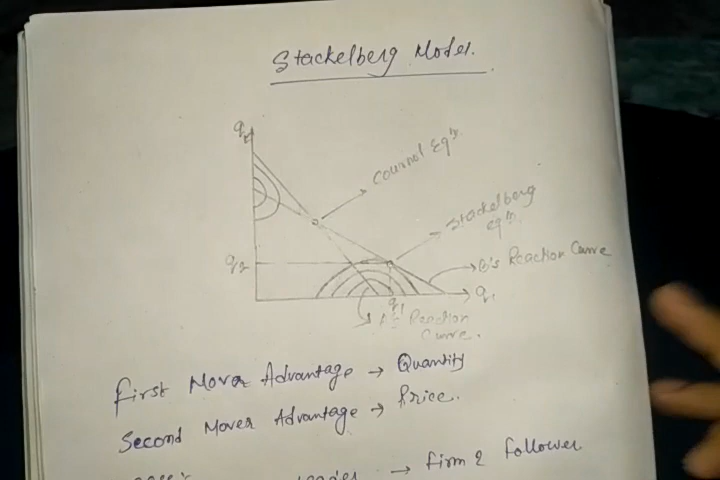 Stackelberg Model.
q2
Cournot Eqm
Stackelberg
eqm
q2
B's Reaction Curve
q1
q1
A's Reaction
Curve.
First Mover Advantage → Quantity
Second Mover Advantage → Price.
→ firm 2 follower